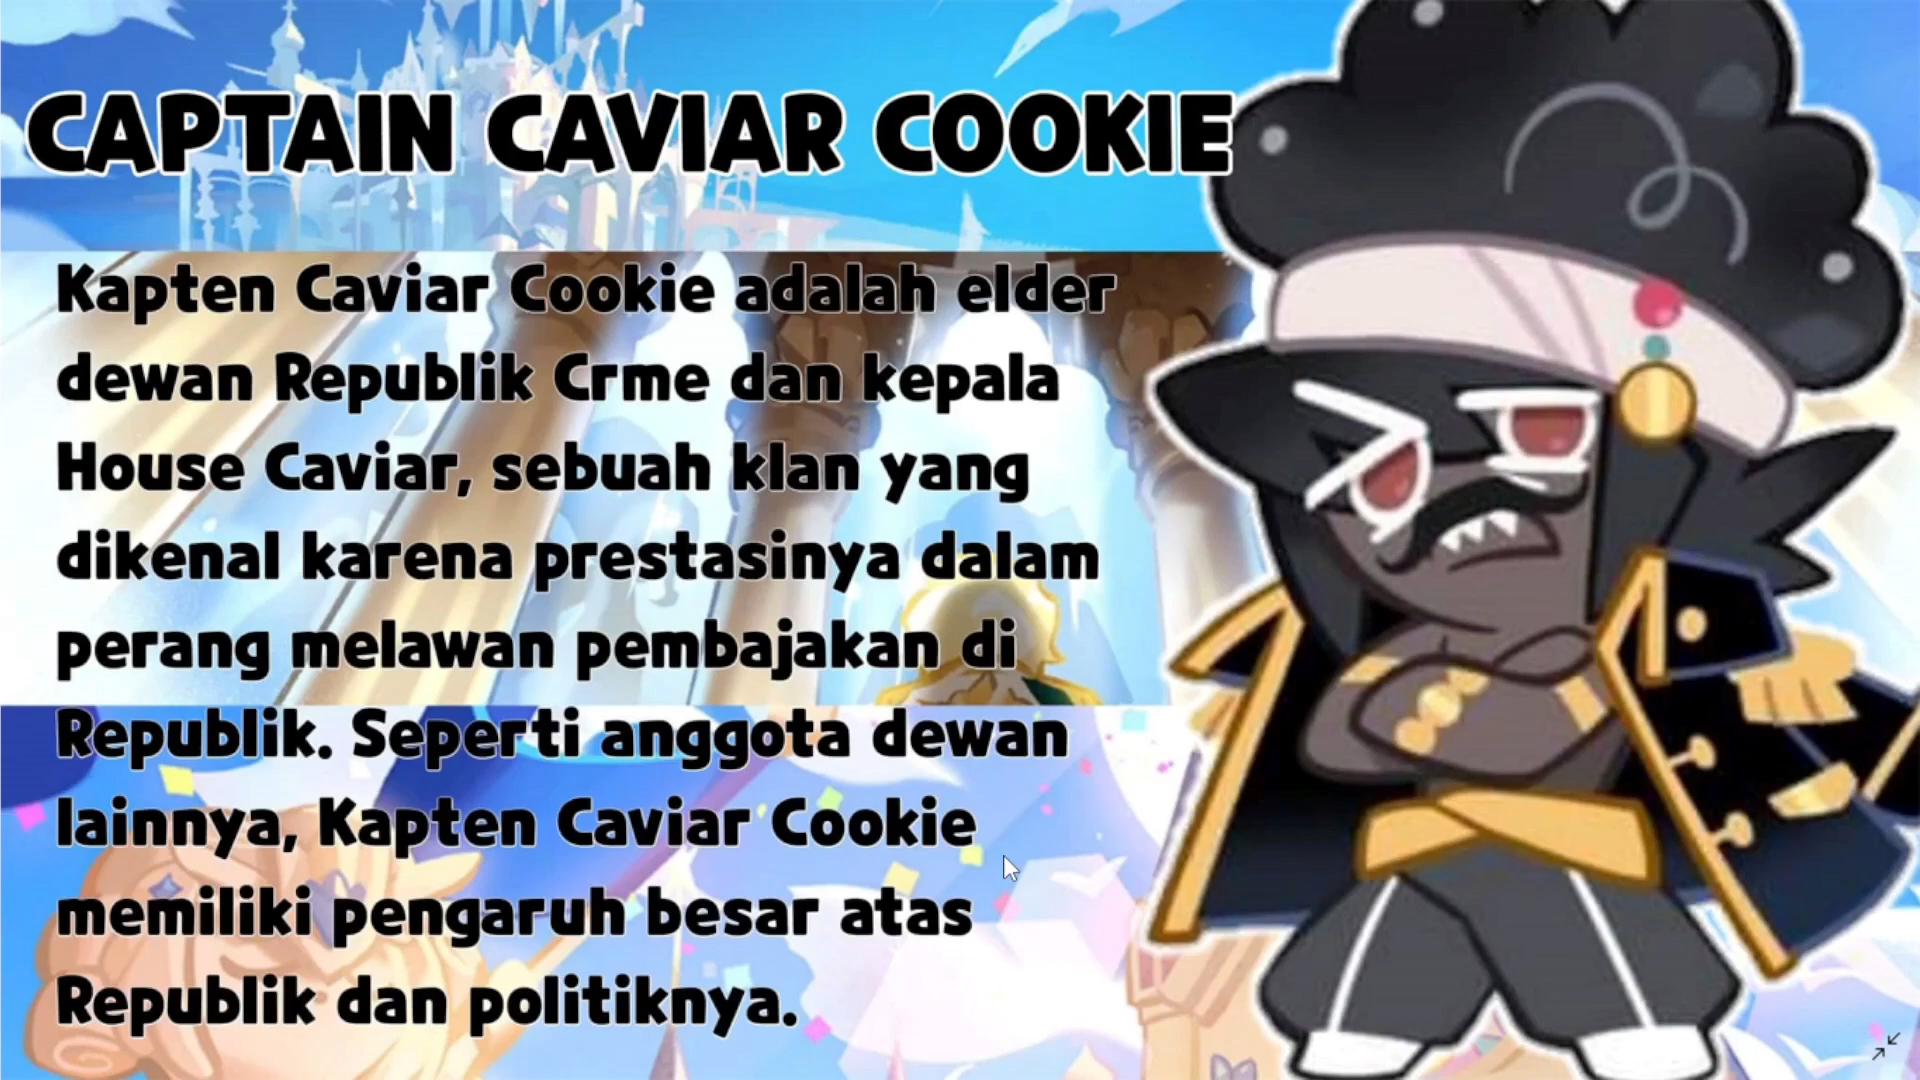 CAPTAIN CAVIAR COOKIE
Kapten Caviar Cookie adalah elder
dewan Republik Crme dan kepala
House Caviar, sebuah klan yang
dikenal karena prestasinya dalam
perang melawan pembajakan di
Republik. Seperti anggota dewan
lainnya, Kapten Caviar Cookie
memiliki pengaruh besar atas
Republik dan politiknya.